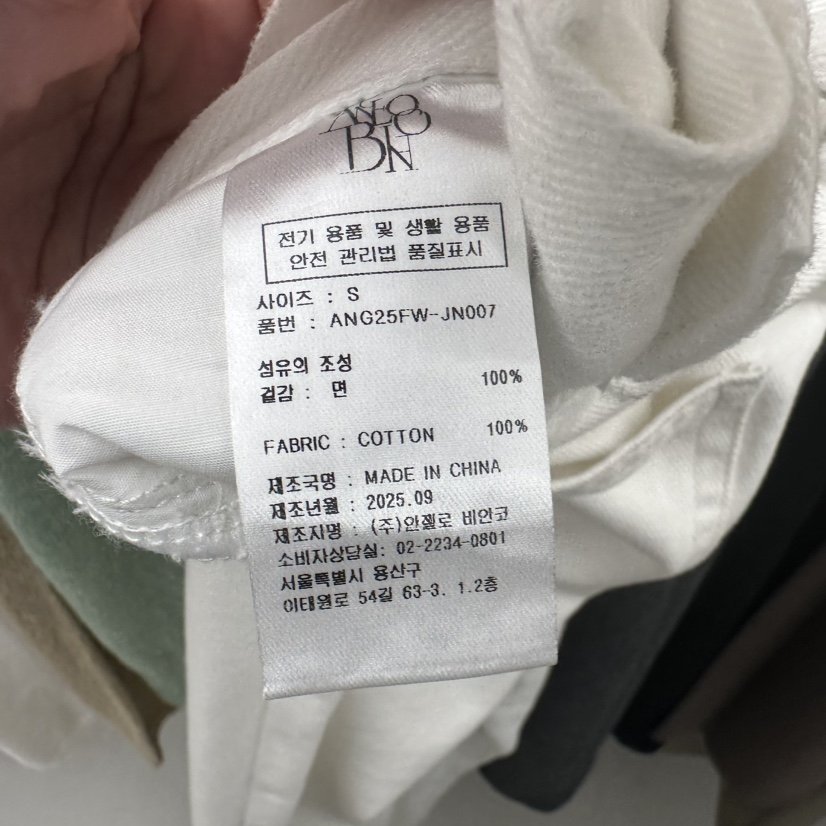 전기 용품 및 생활 용품
안전 관리법 품질표시
사이즈 : S
품번 : ANG25FW-JN007
섬유의 조성
겉감 : 면 100%
FABRIC : COTTON 100%
제조국명 : MADE IN CHINA
제조년월 : 2025.09
제조자명 : (주)안젤로 비안코
소비자상담실: 02-2234-0801
서울특별시 용산구
이태원로 54길 63-3. 1.2층